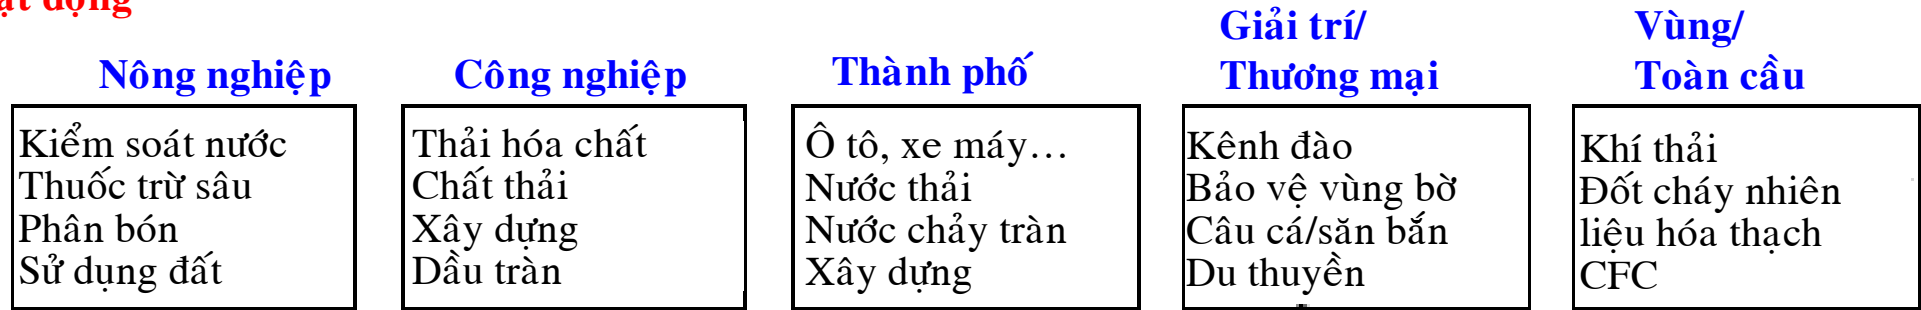 động
Nông nghiệp
Kiểm soát nước
Thuốc trừ sâu
Phân bón
Sử dụng đất
Công nghiệp
Thải hóa chất
Chất thải
Xây dựng
Dầu tràn
Thành phố
Ô tô, xe máy...
Nước thải
Nước chảy tràn
Xây dựng
Giải trí/
Thương mại
Kênh đào
Bảo vệ vùng bờ
Câu cá/săn bắn
Du thuyền
Vùng/
Toàn cầu
Khí thải
Đốt cháy nhiên
liệu hóa thạch
CFC